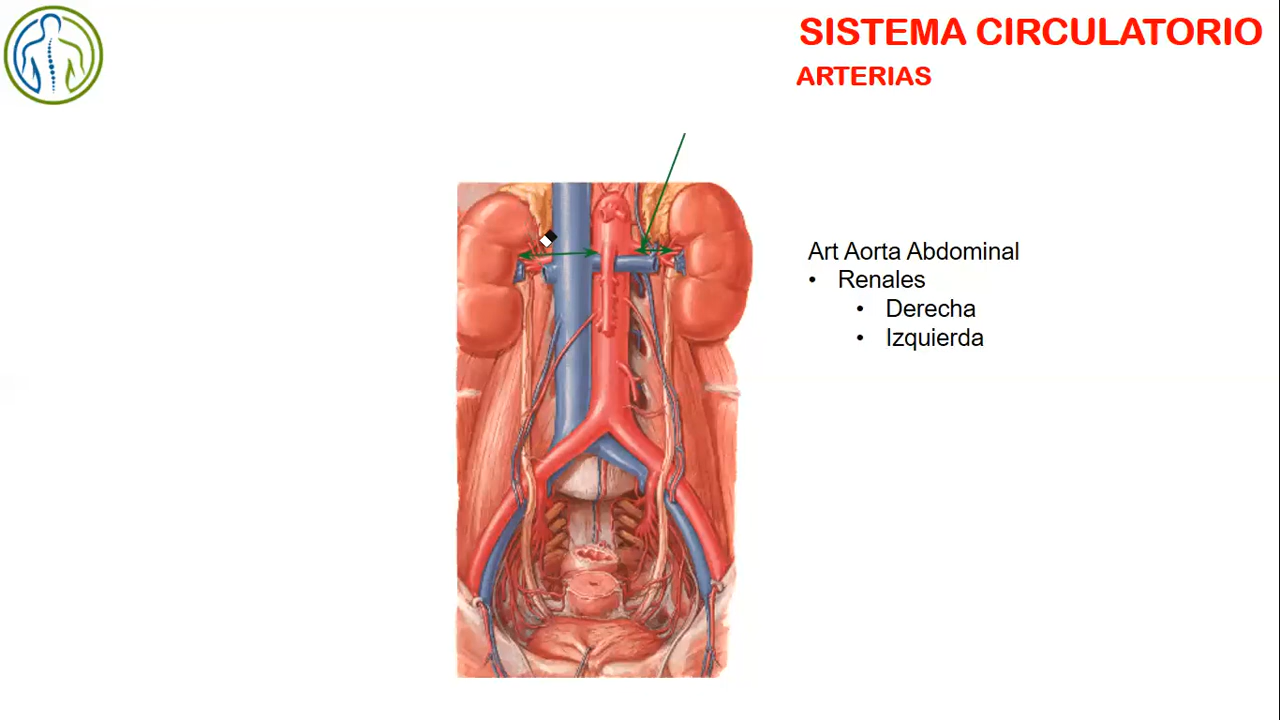 SISTEMA CIRCULATORIO
ARTERIAS
Art Aorta Abdominal
• Renales
• Derecha
• Izquierda